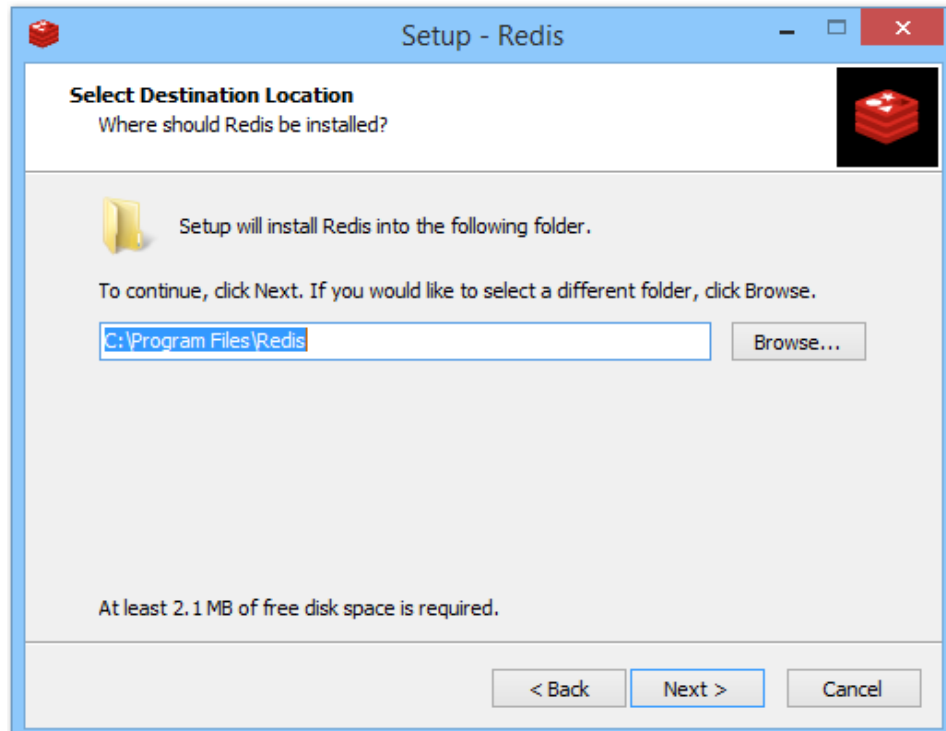 Setup - Redis
Select Destination Location
Where should Redis be installed?
Setup will install Redis into the following folder.
To continue, click Next. If you would like to select a different folder, click Browse.
C:\Program Files\Redis
Browse...
At least 2.1 MB of free disk space is required.
< Back
Next >
Cancel